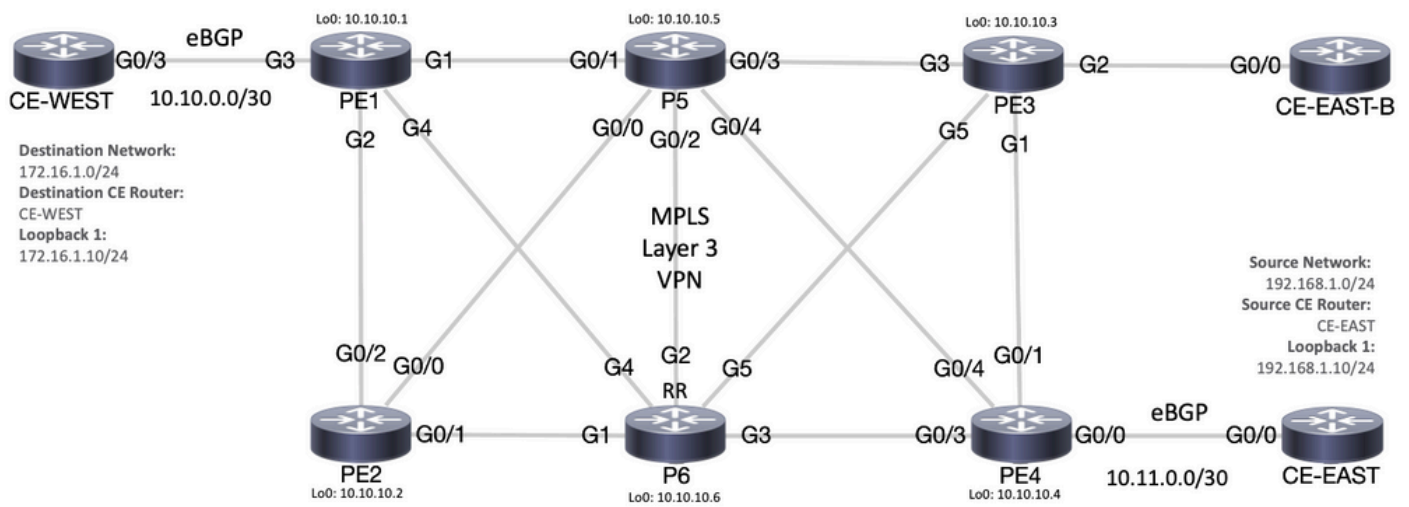 Lo0: 10.10.10.1
Lo0: 10.10.10.5
Lo0: 10.10.10.3
eBGP
G0/3
G3
G1
G0/1
G0/3
G3
G2
G0/0
CE-WEST
10.10.0.0/30
PE1
P5
PE3
CE-EAST-B
G2
G4
G0/0
G0/2
G0/4
G5
G1
Destination Network:
172.16.1.0/24
Destination CE Router:
CE-WEST
Loopback 1:
172.16.1.10/24
MPLS
Layer 3
VPN
Source Network:
192.168.1.0/24
Source CE Router:
CE-EAST
Loopback 1:
192.168.1.10/24
G0/2
G0/0
G4
G2
G5
G0/4
G0/1
RR
eBGP
G0/1
G1
G3
G0/3
G0/0
G0/0
PE2
P6
PE4
10.11.0.0/30
CE-EAST
Lo0: 10.10.10.2
Lo0: 10.10.10.6
Lo0: 10.10.10.4